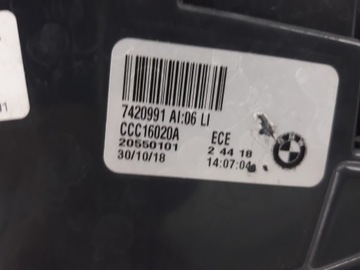 7420991 AI:06 LI
CCC16020A ECE
20550101 2 44 18
30/10/18 14:07:04